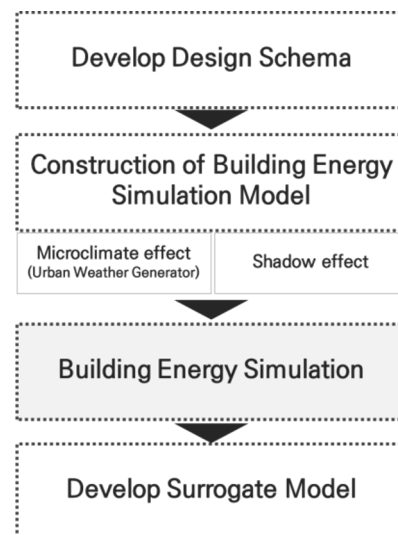 Develop Design Schema
Construction of Building Energy
Simulation Model
Microclimate effect
(Urban Weather Generator)
Shadow effect
Building Energy Simulation
Develop Surrogate Model